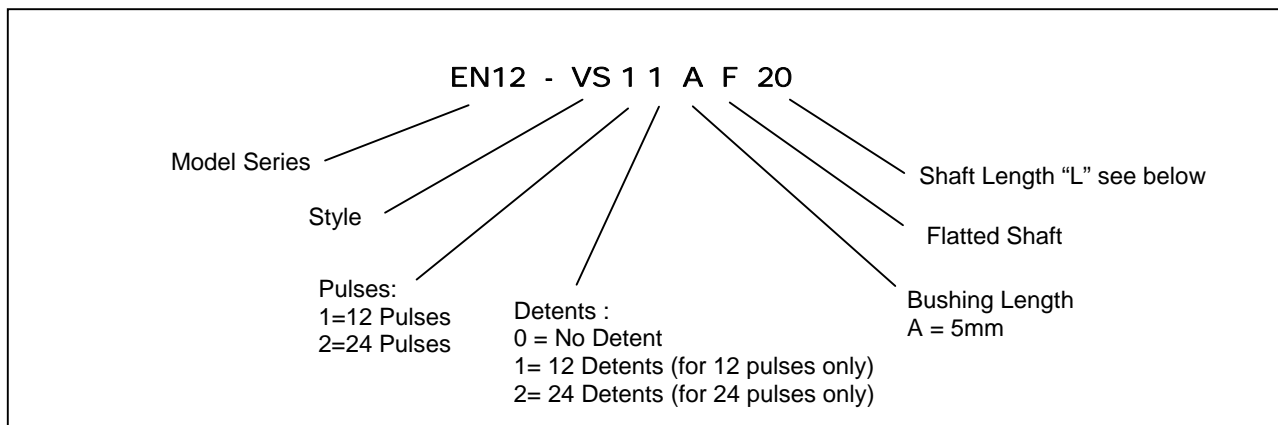 EN12 - VS 1 1 A F 20
Model Series
Style
Pulses:
1=12 Pulses
2=24 Pulses
Detents :
0 = No Detent
1= 12 Detents (for 12 pulses only)
2= 24 Detents (for 24 pulses only)
Bushing Length
A = 5mm
Flatted Shaft
Shaft Length “L” see below